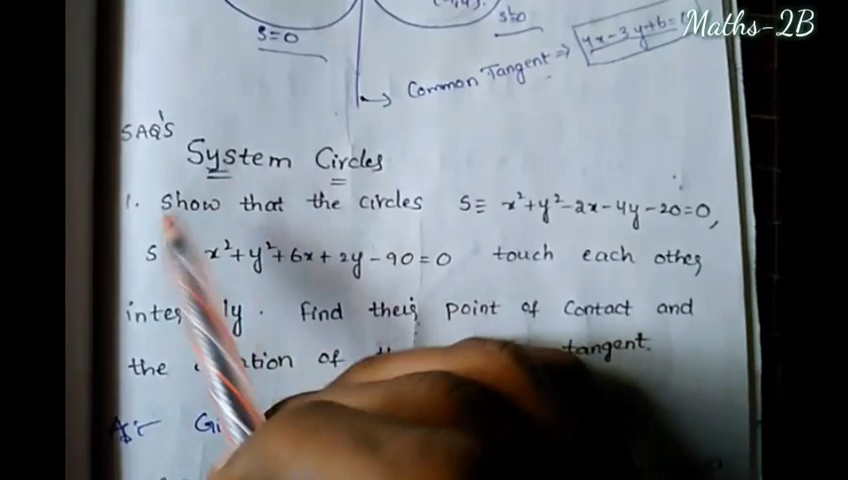 Maths-2B
S=0
S'=0
4x-3y+b=0
Common Tangent ⇒
SAQ's
System Circles
1. Show that the circles S≡ x²+y²-2x-4y-20=0,
S x²+y²+6x+2y-90=0 touch each other
find their point of contact and
the of tangent.